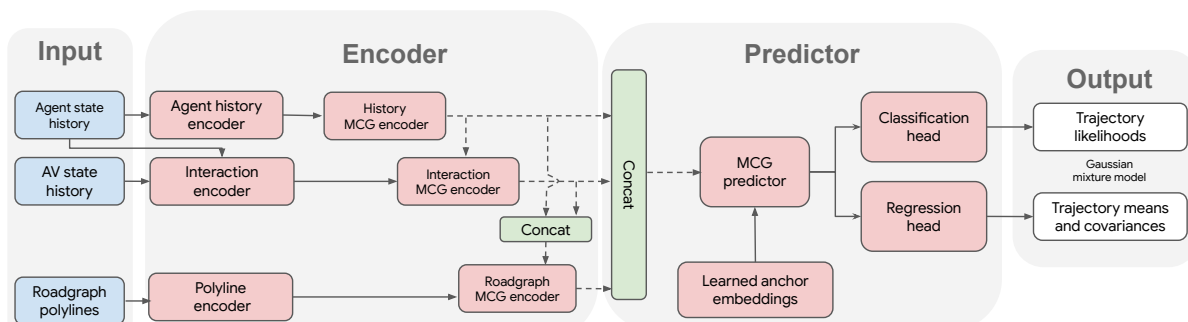 Input
Encoder
Predictor
Output
Agent state
history
Agent history
encoder
History
MCG encoder
AV state
history
Interaction
encoder
Interaction
MCG encoder
Concat
Roadgraph
polylines
Polyline
encoder
Roadgraph
MCG encoder
Concat
MCG
predictor
Learned anchor
embeddings
Classification
head
Regression
head
Trajectory
likelihoods
Gaussian
mixture model
Trajectory means
and covariances